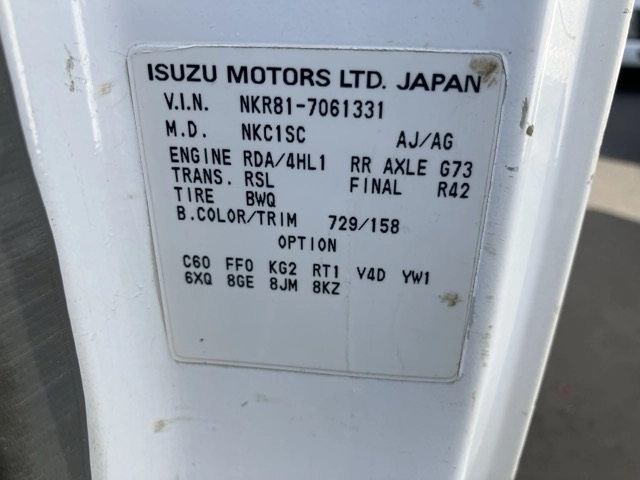 ISUZU MOTORS LTD. JAPAN
V.I.N. NKR81-7061331
M.D. NKC1SC AJ/AG
ENGINE RDA/4HL1 RR AXLE G73
TRANS. RSL FINAL R42
TIRE BWQ
B.COLOR/TRIM 729/158
OPTION
C60 FF0 KG2 RT1 V4D YW1
6XQ 8GE 8JM 8KZ